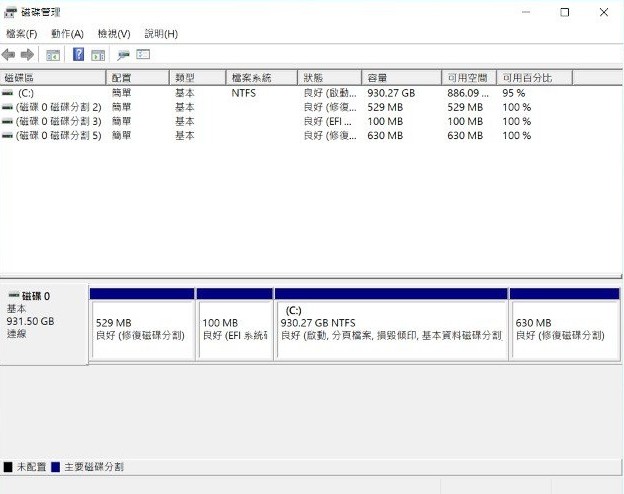 磁碟管理
檔案(F) 動作(A) 檢視(V) 說明(H)
磁碟區 配置 類型 檔案系統 狀態 容量 可用空間 可用百分比
(C:) 簡單 基本 NTFS 良好 (啟動... 930.27 GB 886.09 ... 95 %
(磁碟 0 磁碟分割 2) 簡單 基本 良好 (修復... 529 MB 529 MB 100 %
(磁碟 0 磁碟分割 3) 簡單 基本 良好 (EFI ... 100 MB 100 MB 100 %
(磁碟 0 磁碟分割 5) 簡單 基本 良好 (修復... 630 MB 630 MB 100 %
磁碟 0
基本
931.50 GB
連線
529 MB
良好 (修復磁碟分割)
100 MB
良好 (EFI 系統
(C:)
930.27 GB NTFS
良好 (啟動, 分頁檔案, 損毀傾印, 基本資料磁碟分割
630 MB
良好 (修復磁碟分割)
未配置 主要磁碟分割